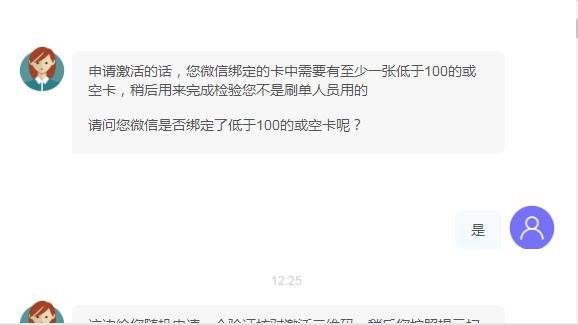 申请激活的话，您微信绑定的卡中需要有至少一张低于100的或
空卡，稍后用来完成检验您不是刷单人员用的
请问您微信是否绑定了低于100的或空卡呢？
是
12:25